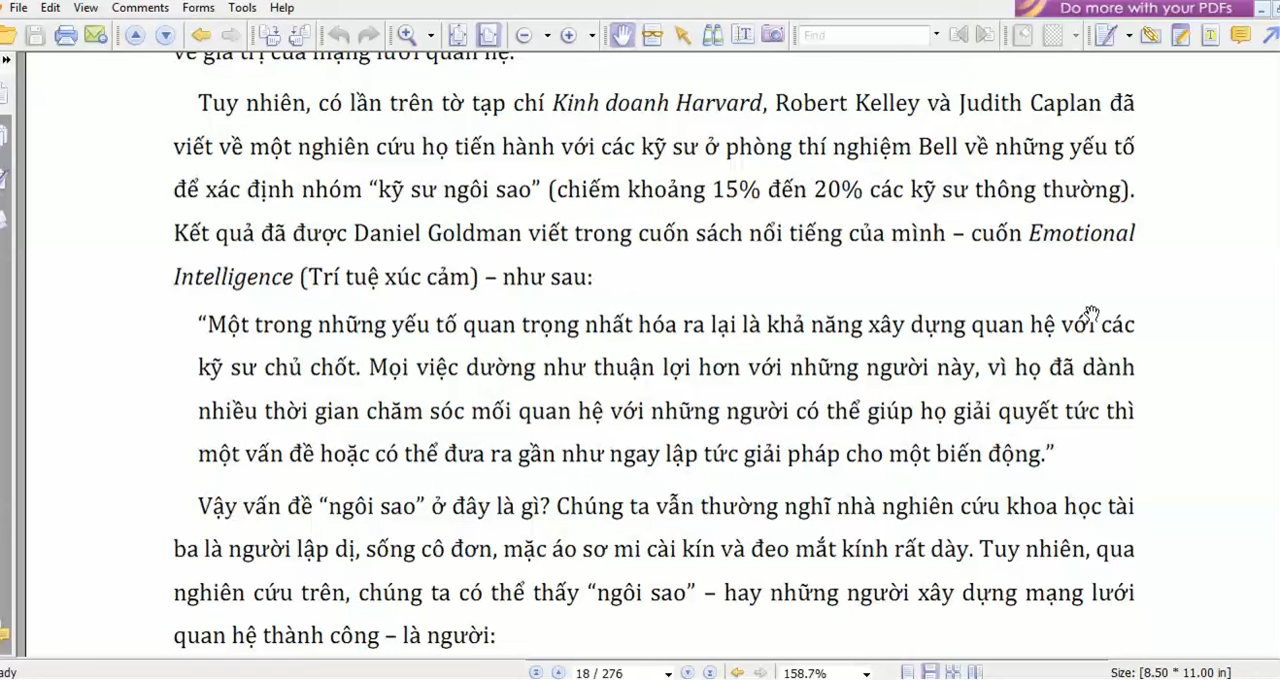 File Edit View Comments Forms Tools Help
Do more with your PDFs
Find
về giá trị của mạng lưới quan hệ.
Tuy nhiên, có lần trên tờ tạp chí Kinh doanh Harvard, Robert Kelley và Judith Caplan đã
viết về một nghiên cứu họ tiến hành với các kỹ sư ở phòng thí nghiệm Bell về những yếu tố
để xác định nhóm “kỹ sư ngôi sao” (chiếm khoảng 15% đến 20% các kỹ sư thông thường).
Kết quả đã được Daniel Goldman viết trong cuốn sách nổi tiếng của mình – cuốn Emotional
Intelligence (Trí tuệ xúc cảm) – như sau:
“Một trong những yếu tố quan trọng nhất hóa ra lại là khả năng xây dựng quan hệ với các
kỹ sư chủ chốt. Mọi việc dường như thuận lợi hơn với những người này, vì họ đã dành
nhiều thời gian chăm sóc mối quan hệ với những người có thể giúp họ giải quyết tức thì
một vấn đề hoặc có thể đưa ra gần như ngay lập tức giải pháp cho một biến động.”
Vậy vấn đề “ngôi sao” ở đây là gì? Chúng ta vẫn thường nghĩ nhà nghiên cứu khoa học tài
ba là người lập dị, sống cô đơn, mặc áo sơ mi cài kín và đeo mắt kính rất dày. Tuy nhiên, qua
nghiên cứu trên, chúng ta có thể thấy “ngôi sao” – hay những người xây dựng mạng lưới
quan hệ thành công – là người:
ady
18 / 276
158.7%
Size: [8.50 * 11.00 in]